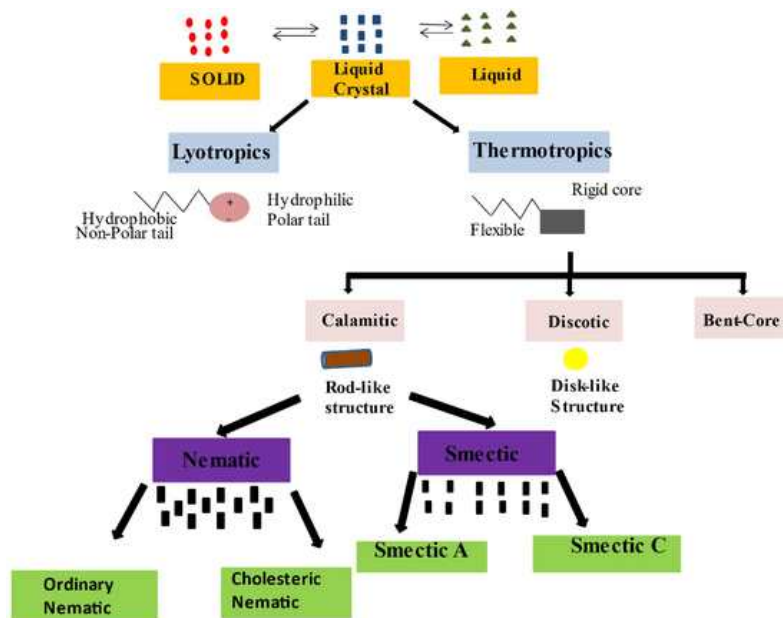 SOLID
Liquid
Crystal
Liquid
Lyotropics
Thermotropics
+
-
Hydrophobic
Non-Polar tail
Hydrophilic
Polar tail
Rigid core
Flexible
Calamitic
Discotic
Bent-Core
Rod-like
structure
Disk-like
Structure
Nematic
Smectic
Smectic A
Smectic C
Ordinary
Nematic
Cholesteric
Nematic